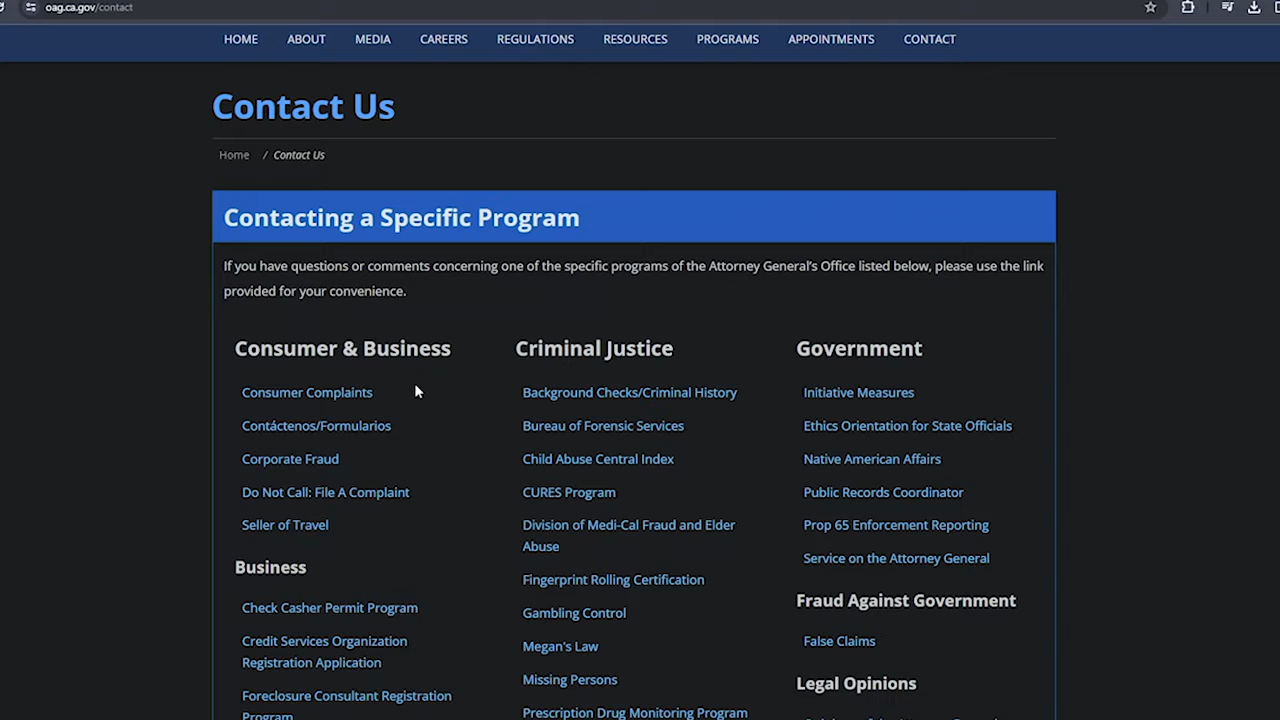 oag.ca.gov/contact
HOME ABOUT MEDIA CAREERS REGULATIONS RESOURCES PROGRAMS APPOINTMENTS CONTACT
Contact Us
Home / Contact Us
Contacting a Specific Program
If you have questions or comments concerning one of the specific programs of the Attorney General's Office listed below, please use the link
provided for your convenience.
Consumer & Business
Consumer Complaints
Contáctenos/Formularios
Corporate Fraud
Do Not Call: File A Complaint
Seller of Travel
Business
Check Casher Permit Program
Credit Services Organization
Registration Application
Foreclosure Consultant Registration
Program
Criminal Justice
Background Checks/Criminal History
Bureau of Forensic Services
Child Abuse Central Index
CURES Program
Division of Medi-Cal Fraud and Elder
Abuse
Fingerprint Rolling Certification
Gambling Control
Megan's Law
Missing Persons
Prescription Drug Monitoring Program
Government
Initiative Measures
Ethics Orientation for State Officials
Native American Affairs
Public Records Coordinator
Prop 65 Enforcement Reporting
Service on the Attorney General
Fraud Against Government
False Claims
Legal Opinions